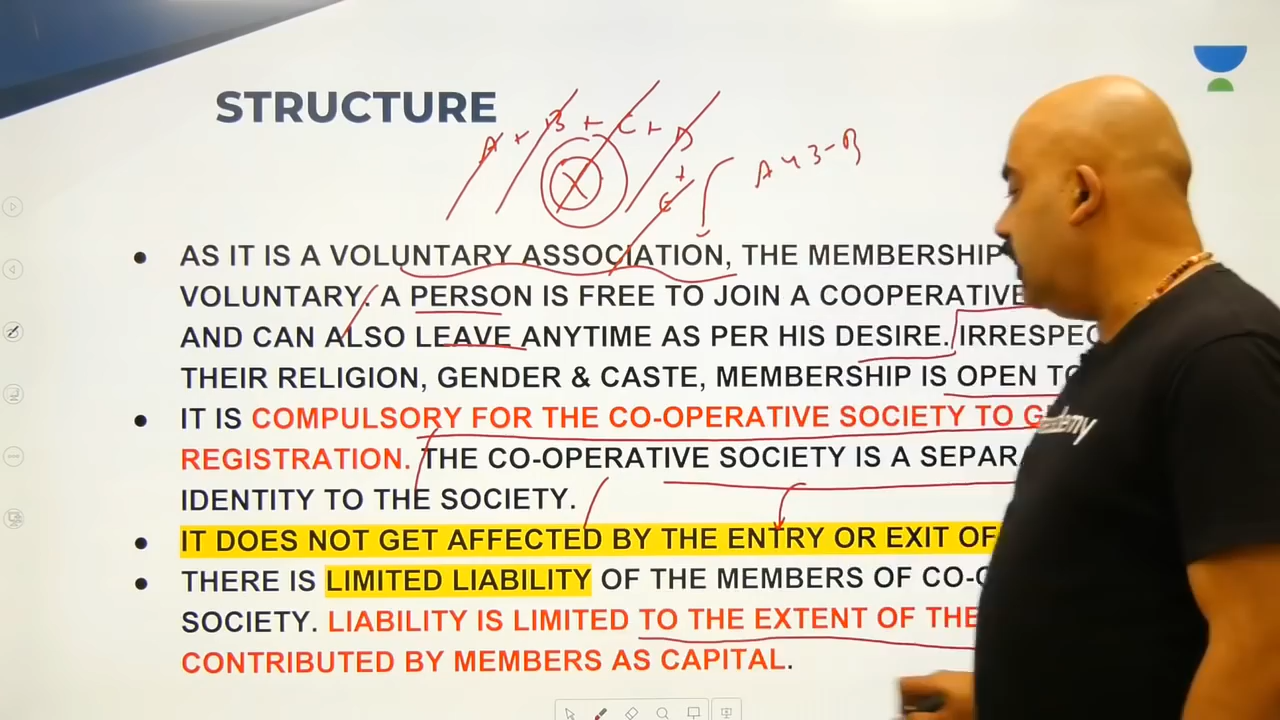 STRUCTURE
A + B + C + D
+
E
X
A 43-B
AS IT IS A VOLUNTARY ASSOCIATION, THE MEMBERSHIP
VOLUNTARY. A PERSON IS FREE TO JOIN A COOPERATIVE
AND CAN ALSO LEAVE ANYTIME AS PER HIS DESIRE. IRRESPEC
THEIR RELIGION, GENDER & CASTE, MEMBERSHIP IS OPEN TO
IT IS COMPULSORY FOR THE CO-OPERATIVE SOCIETY TO G
REGISTRATION. THE CO-OPERATIVE SOCIETY IS A SEPAR
IDENTITY TO THE SOCIETY.
IT DOES NOT GET AFFECTED BY THE ENTRY OR EXIT OF
THERE IS LIMITED LIABILITY OF THE MEMBERS OF CO-O
SOCIETY. LIABILITY IS LIMITED TO THE EXTENT OF THE
CONTRIBUTED BY MEMBERS AS CAPITAL.
ademy